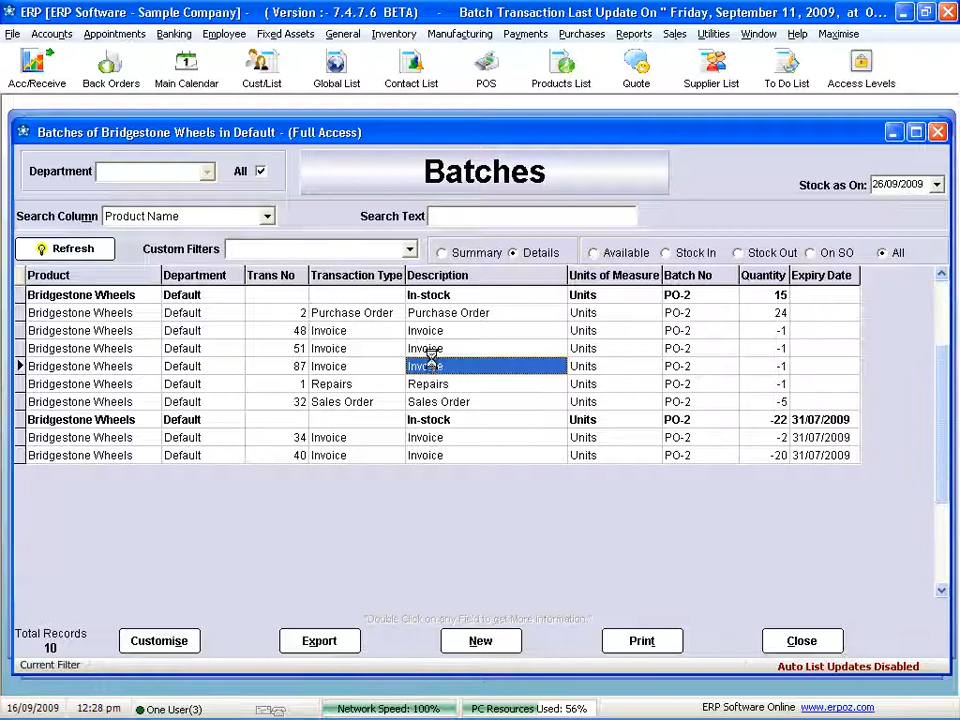 ERP [ERP Software - Sample Company] - ( Version :- 7.4.7.6 BETA) - Batch Transaction Last Update On " Friday, September 11, 2009, at O...
File Accounts Appointments Banking Employee Fixed Assets General Inventory Manufacturing Payments Purchases Reports Sales Utilities Window Help Maximise
Acc/Receive Back Orders Main Calendar Cust/List Global List Contact List POS Products List Quote Supplier List To Do List Access Levels
Batches of Bridgestone Wheels in Default - (Full Access)
Department All Batches Stock as On: 26/09/2009
Search Column Product Name Search Text
Refresh Custom Filters Summary Details Available Stock In Stock Out On SO All
Product Department Trans No Transaction Type Description Units of Measure Batch No Quantity Expiry Date
Bridgestone Wheels Default In-stock Units PO-2 15
Bridgestone Wheels Default 2 Purchase Order Purchase Order Units PO-2 24
Bridgestone Wheels Default 48 Invoice Invoice Units PO-2 -1
Bridgestone Wheels Default 51 Invoice Invoice Units PO-2 -1
Bridgestone Wheels Default 87 Invoice Invoice Units PO-2 -1
Bridgestone Wheels Default 1 Repairs Repairs Units PO-2 -1
Bridgestone Wheels Default 32 Sales Order Sales Order Units PO-2 -5
Bridgestone Wheels Default In-stock Units PO-2 -22 31/07/2009
Bridgestone Wheels Default 34 Invoice Invoice Units PO-2 -2 31/07/2009
Bridgestone Wheels Default 40 Invoice Invoice Units PO-2 -20 31/07/2009
"Double Click on any Field to get More Information."
Total Records
10
Customise Export New Print Close
Current Filter Auto List Updates Disabled
16/09/2009 12:28 pm One User(3) Network Speed: 100% PC Resources Used: 56% ERP Software Online www.erpoz.com